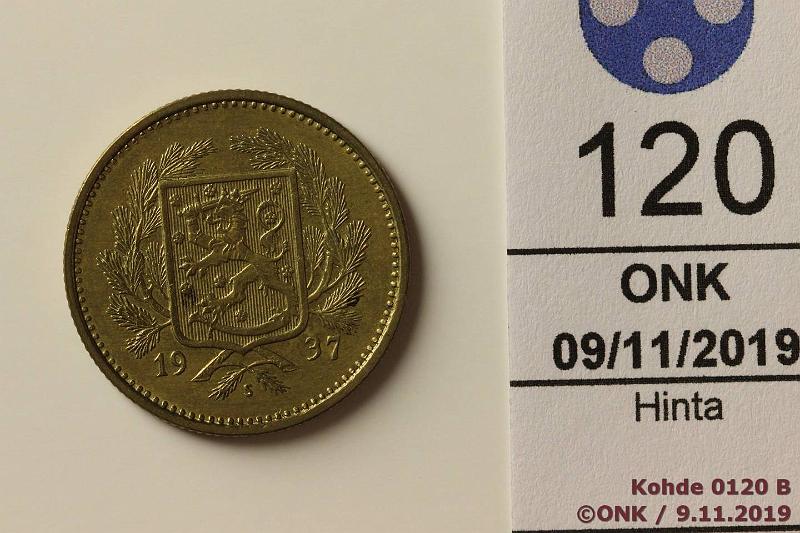 19 37
S
120
ONK
09/11/2019
Hinta
Kohde 0120 B
©ONK / 9.11.2019